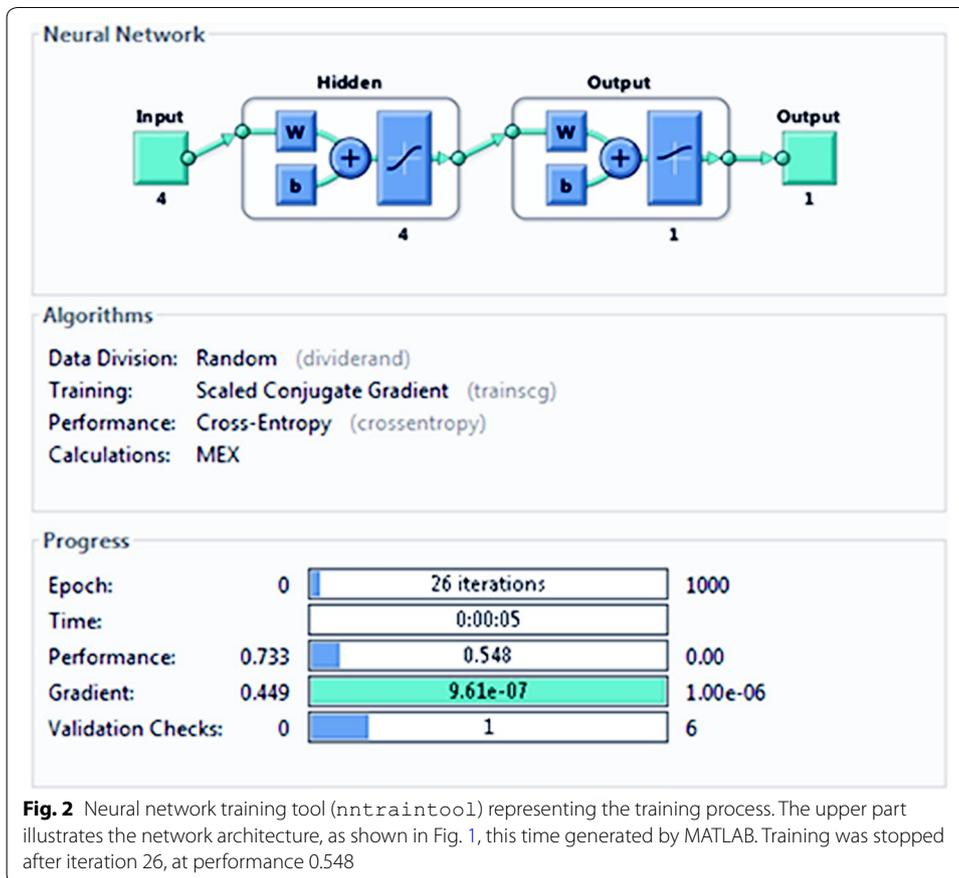 Neural Network
Hidden
Output
Input
Output
W
W
+
+
b
b
4
1
4
1
Algorithms
Data Division: Random (dividerand)
Training: Scaled Conjugate Gradient (trainscg)
Performance: Cross-Entropy (crossentropy)
Calculations: MEX
Progress
Epoch: 0 26 iterations 1000
Time: 0:00:05
Performance: 0.733 0.548 0.00
Gradient: 0.449 9.61e-07 1.00e-06
Validation Checks: 0 1 6
Fig. 2 Neural network training tool (nntraintool) representing the training process. The upper part
illustrates the network architecture, as shown in Fig. 1, this time generated by MATLAB. Training was stopped
after iteration 26, at performance 0.548